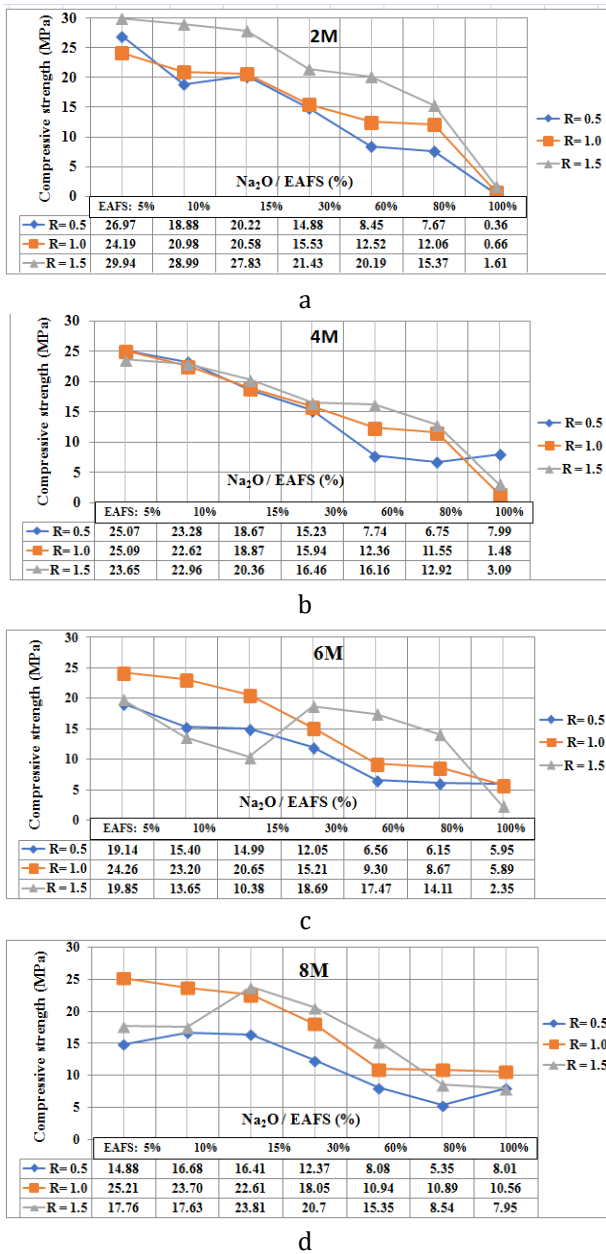 Compressive strength (MPa)
30
25
20
15
10
5
0
2M
Na₂O / EAFS (%)
R= 0.5
R= 1.0
R = 1.5
EAFS: 5% 10% 15% 30% 60% 80% 100%
R= 0.5 26.97 18.88 20.22 14.88 8.45 7.67 0.36
R= 1.0 24.19 20.98 20.58 15.53 12.52 12.06 0.66
R = 1.5 29.94 28.99 27.83 21.43 20.19 15.37 1.61
a
Compressive strength (MPa)
30
25
20
15
10
5
0
4M
Na₂O / EAFS (%)
R= 0.5
R= 1.0
R = 1.5
EAFS: 5% 10% 15% 30% 60% 80% 100%
R= 0.5 25.07 23.28 18.67 15.23 7.74 6.75 7.99
R= 1.0 25.09 22.62 18.87 15.94 12.36 11.55 1.48
R = 1.5 23.65 22.96 20.36 16.46 16.16 12.92 3.09
b
Compressive strength (MPa)
30
25
20
15
10
5
0
6M
Na₂O / EAFS (%)
R= 0.5
R= 1.0
R = 1.5
EAFS: 5% 10% 15% 30% 60% 80% 100%
R= 0.5 19.14 15.40 14.99 12.05 6.56 6.15 5.95
R= 1.0 24.26 23.20 20.65 15.21 9.30 8.67 5.89
R = 1.5 19.85 13.65 10.38 18.69 17.47 14.11 2.35
c
Compressive strength (MPa)
30
25
20
15
10
5
0
8M
Na₂O / EAFS (%)
R= 0.5
R= 1.0
R = 1.5
EAFS: 5% 10% 15% 30% 60% 80% 100%
R= 0.5 14.88 16.68 16.41 12.37 8.08 5.35 8.01
R= 1.0 25.21 23.70 22.61 18.05 10.94 10.89 10.56
R = 1.5 17.76 17.63 23.81 20.7 15.35 8.54 7.95
d